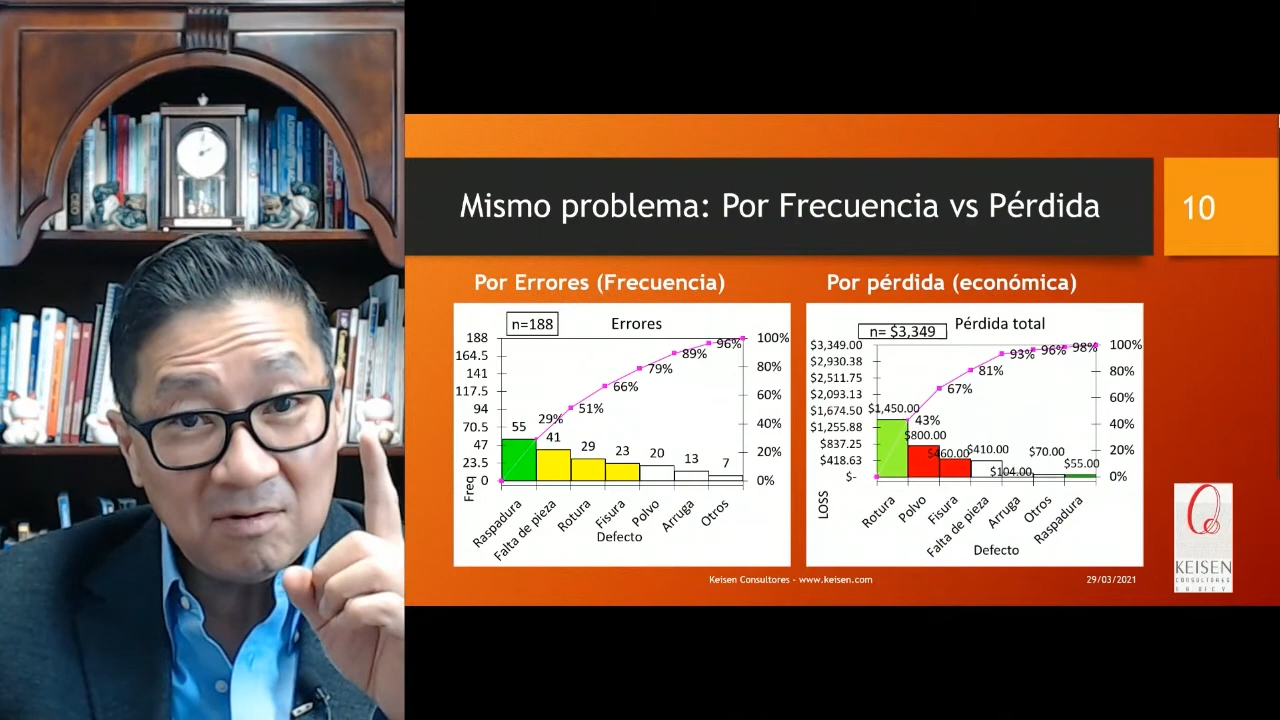 Mismo problema: Por Frecuencia vs Pérdida
10
Por Errores (Frecuencia)
n=188
Errores
188
164.5
141
117.5
94
70.5
47
23.5
0
Freq
100%
80%
60%
40%
20%
0%
29%
51%
66%
79%
89%
96%
55
41
29
23
20
13
7
Raspadura
Falta de pieza
Rotura
Fisura
Polvo
Arruga
Otros
Defecto
Por pérdida (económica)
n= $3,349
Pérdida total
$3,349.00
$2,930.38
$2,511.75
$2,093.13
$1,674.50
$1,255.88
$837.25
$418.63
$-
LOSS
100%
80%
60%
40%
20%
0%
43%
67%
81%
93%
96%
98%
$1,450.00
$800.00
$460.00
$410.00
$104.00
$70.00
$55.00
Rotura
Polvo
Fisura
Falta de pieza
Arruga
Otros
Raspadura
Defecto
Keisen Consultores - www.keisen.com
29/03/2021
KEISEN
CONSULTORES